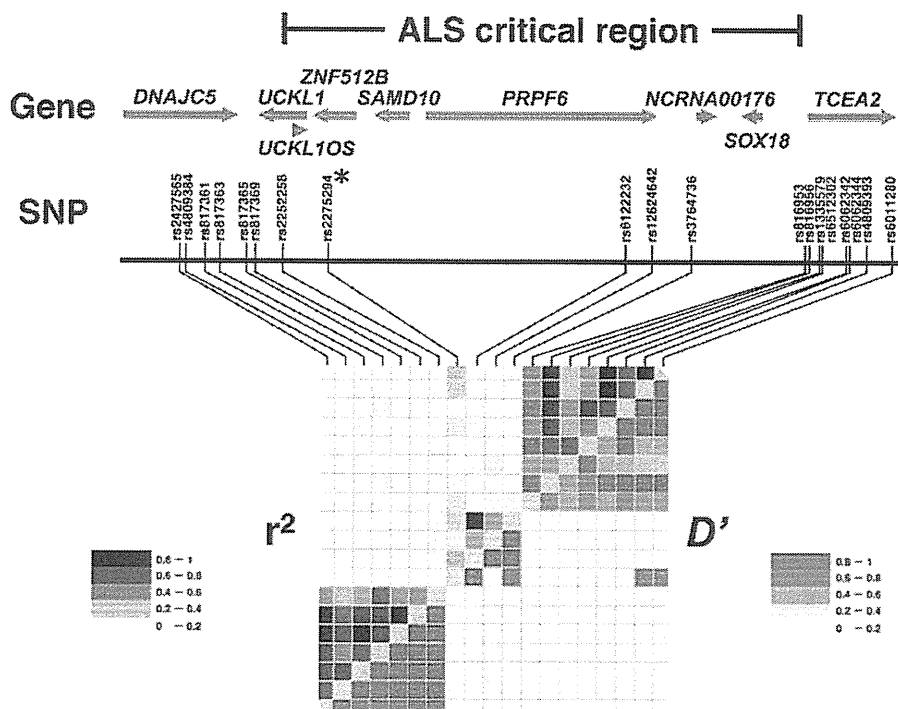 ALS critical region
Gene
DNAJC5
UCKL1
ZNF512B
SAMD10
PRPF6
NCRNA00176
TCEA2
UCKL1OS
SOX18
SNP
rs2427565
rs4809384
rs817361
rs817363
rs817365
rs817369
rs2252258
rs2275294
*
rs6122232
rs12624642
rs3764736
rs816953
rs816956
rs1335579
rs6512302
rs6062342
rs6062344
rs4809393
rs6011280
r²
D'
0.8 – 1
0.6 – 0.8
0.4 – 0.6
0.2 – 0.4
0 – 0.2
0.8 – 1
0.6 – 0.8
0.4 – 0.6
0.2 – 0.4
0 – 0.2